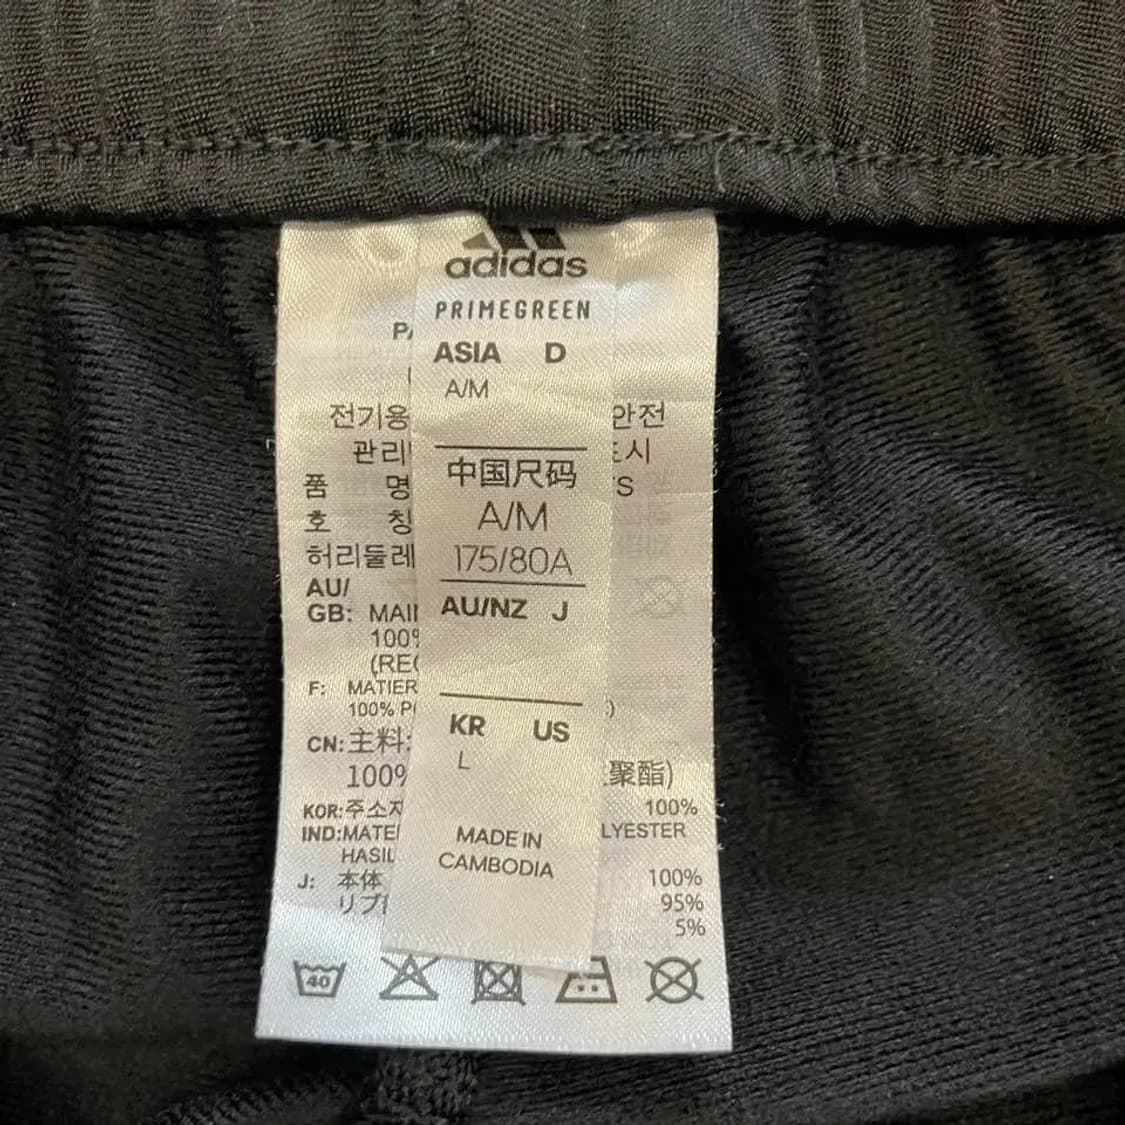 adidas
PRIMEGREEN
ASIA D
A/M
中国尺码
A/M
175/80A
AU/NZ J
KR US
L
MADE IN
CAMBODIA
전기용 안전
관리 시
품 명 S
호 칭
허리둘레
AU/
GB: MAI
100%
(RE
F: MATIER
100% P )
CN:主料:
100% 聚酯)
KOR:주소재 100%
IND:MATE LYESTER
HASIL
J: 本体 100%
リブ 95%
5%
40